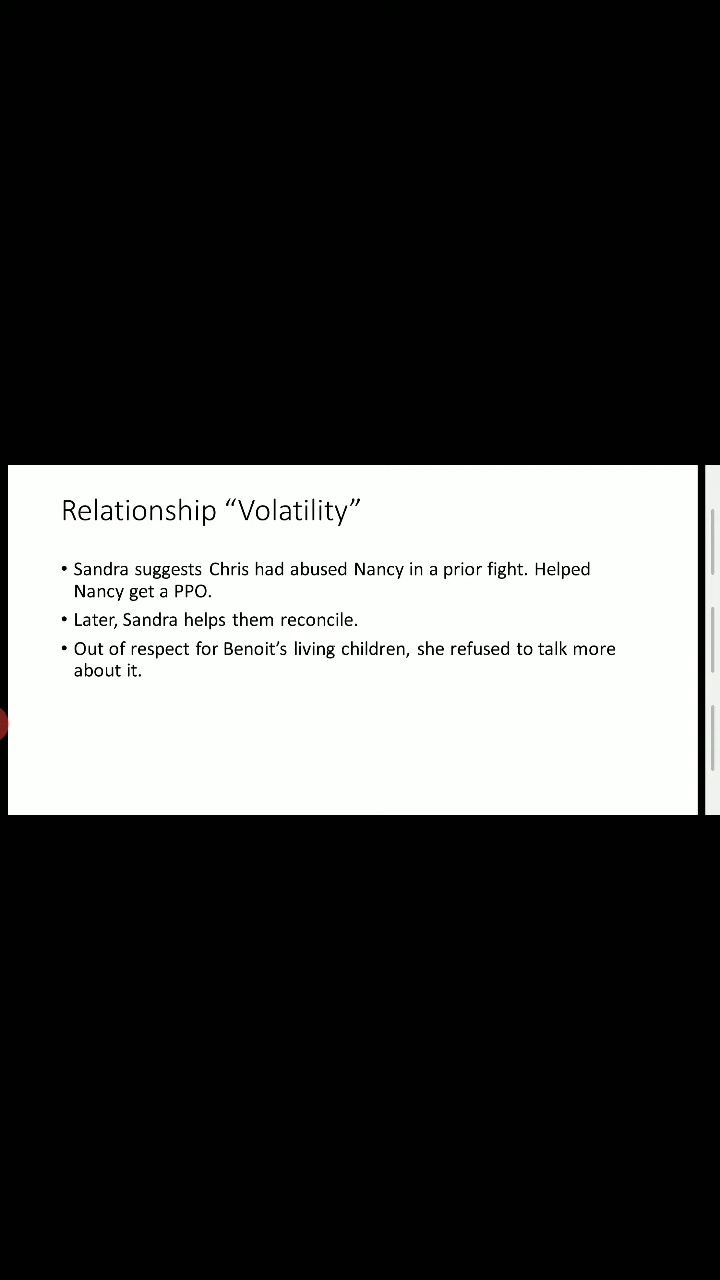 Relationship “Volatility”
• Sandra suggests Chris had abused Nancy in a prior fight. Helped
Nancy get a PPO.
• Later, Sandra helps them reconcile.
• Out of respect for Benoit’s living children, she refused to talk more
about it.